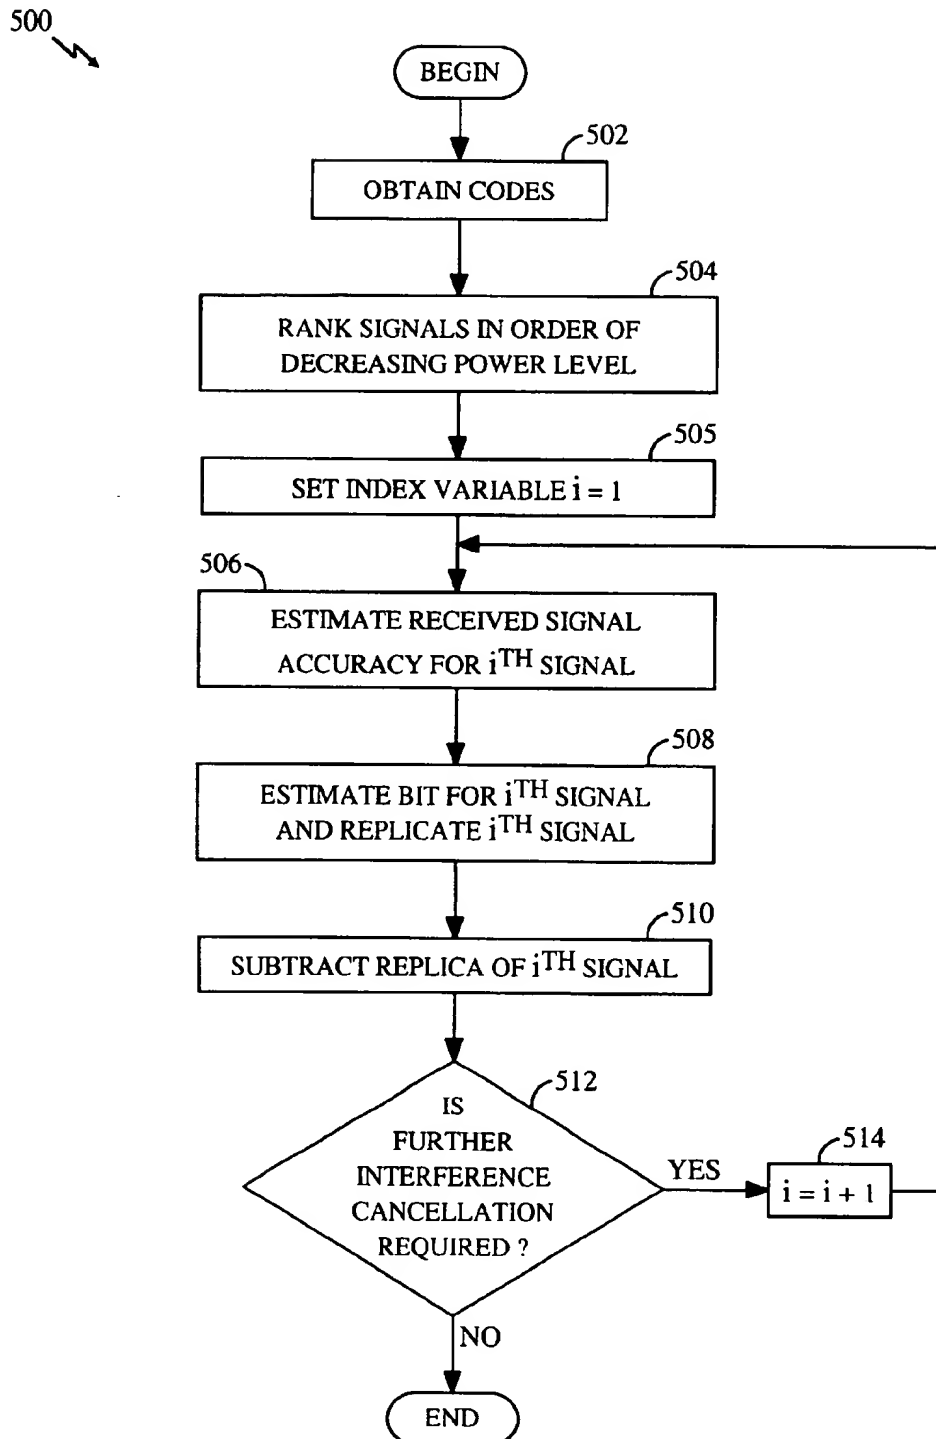 500
BEGIN
502
OBTAIN CODES
504
RANK SIGNALS IN ORDER OF
DECREASING POWER LEVEL
505
SET INDEX VARIABLE i = 1
506
ESTIMATE RECEIVED SIGNAL
ACCURACY FOR iTH SIGNAL
508
ESTIMATE BIT FOR iTH SIGNAL
AND REPLICATE iTH SIGNAL
510
SUBTRACT REPLICA OF iTH SIGNAL
512
IS
FURTHER
INTERFERENCE
CANCELLATION
REQUIRED ?
YES
514
i = i + 1
NO
END